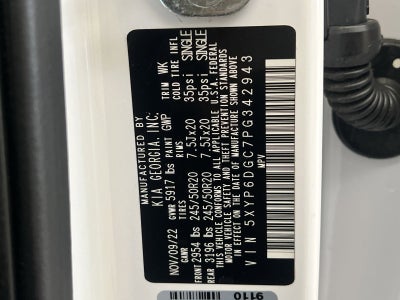 MANUFACTURED BY
KIA GEORGIA, INC.
NOV/09/22 GVWR 5917 lbs PAINT GWP TRIM WK
GAWR TIRES RIMS COLD TIRE INFL
FRONT 2954 lbs 245/50R20 7.5Jx20 35psi SINGLE
REAR 3196 lbs 245/50R20 7.5Jx20 35psi SINGLE
THIS VEHICLE CONFORMS TO ALL APPLICABLE U.S.A. FEDERAL
MOTOR VEHICLE SAFETY AND THEFT PREVENTION STANDARDS
IN EFFECT ON THE DATE OF MANUFACTURE SHOWN ABOVE
VIN 5XYP6DGC7PG342943
MPV
9110